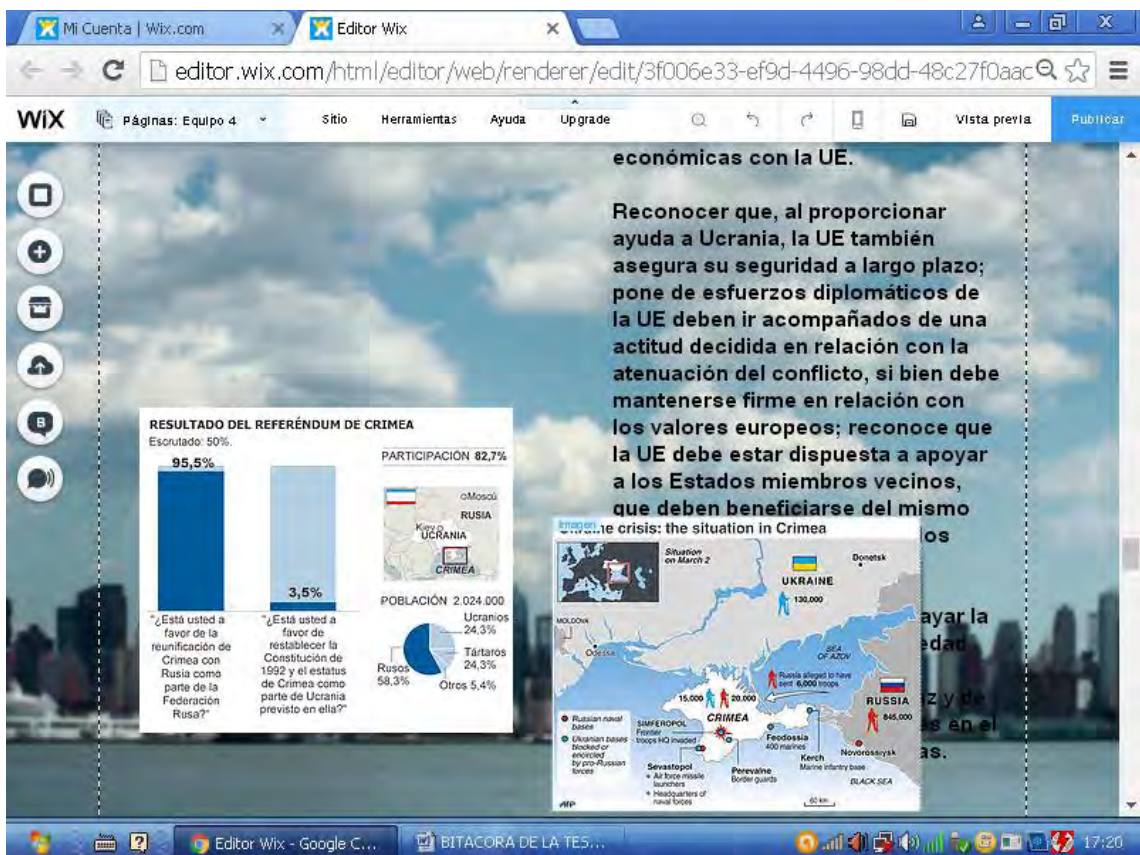 Mi Cuenta | Wix.com
Editor Wix
editor.wix.com/html/editor/web/renderer/edit/3f006e33-ef9d-4496-98dd-48c27f0aac
WiX
Páginas: Equipo 4
Sitio
Herramientas
Ayuda
Upgrade
Vista previa
Publicar
económicas con la UE.
Reconocer que, al proporcionar
ayuda a Ucrania, la UE también
asegura su seguridad a largo plazo;
pone de esfuerzos diplomáticos de
la UE deben ir acompañados de una
actitud decidida en relación con la
atenuación del conflicto, si bien debe
mantenerse firme en relación con
los valores europeos; reconoce que
la UE debe estar dispuesta a apoyar
a los Estados miembros vecinos,
que deben beneficiarse del mismo
los
ayar la
edad
z y de
s en el
as.
RESULTADO DEL REFERÉNDUM DE CRIMEA
Escrutado: 50%.
95,5%
3,5%
"¿Está usted a
favor de la
reunificación de
Crimea con
Rusia como
parte de la
Federación
Rusa?"
"¿Está usted a
favor de
restablecer la
Constitución de
1992 y el estatus
de Crimea como
parte de Ucrania
previsto en ella?"
PARTICIPACIÓN 82,7%
Moscú
RUSIA
Kiev
UCRANIA
CRIMEA
POBLACIÓN 2.024.000
Ucranios
24,3%
Tártaros
24,3%
Rusos
58,3%
Otros 5,4%
Imagen
ne crisis: the situation in Crimea
Situation
on March 2
Donetsk
UKRAINE
130,000
MOLDOVA
Odessa
SEA
OF AZOV
Russia alleged to have
sent 6,000 troops
RUSSIA
845,000
15,000
20,000
CRIMEA
Russian naval
bases
Ukranian bases
blocked or
encircled
by pro-Russian
forces
SIMFEROPOL
Frontier
troops HQ invaded
Sevastopol
Air force missile
launchers
Headquarters of
naval forces
Perevalne
Border guards
Feodossia
400 marines
Kerch
Marine infantry base
Novorossiysk
BLACK SEA
60 km
AFP
Editor Wix - Google C...
BITACORA DE LA TES...
17:20